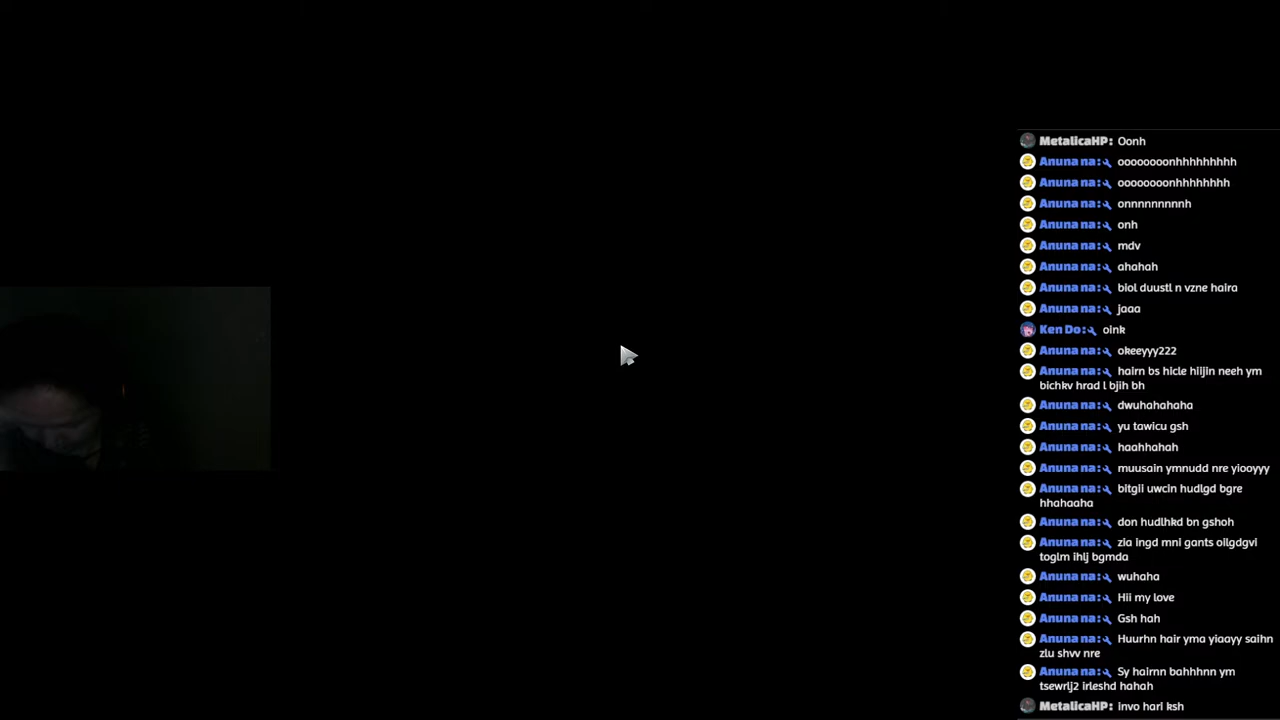 MetalicaHP: Oonh
Anuna na: oooooooonhhhhhhhhh
Anuna na: oooooooonhhhhhhhh
Anuna na: onnnnnnnnnh
Anuna na: onh
Anuna na: mdv
Anuna na: ahahah
Anuna na: biol duustl n vzne haira
Anuna na: jaaa
Ken Do: oink
Anuna na: okeeyyy222
Anuna na: hairn bs hicle hiijin neeh ym
bichkv hrad l bjih bh
Anuna na: dwuhahahaha
Anuna na: yu tawicu gsh
Anuna na: haahhahah
Anuna na: muusain ymnudd nre yiooyyy
Anuna na: bitgii uwcin hudlgd bgre
hhahaaha
Anuna na: don hudlhkd bn gshoh
Anuna na: zia ingd mni gants oilgdgvi
toglm ihlj bgmda
Anuna na: wuhaha
Anuna na: Hii my love
Anuna na: Gsh hah
Anuna na: Huurhn hair yma yiaayy saihn
zlu shvv nre
Anuna na: Sy hairnn bahhhnn ym
tsewrlj2 irleshd hahah
MetalicaHP: invo hari ksh